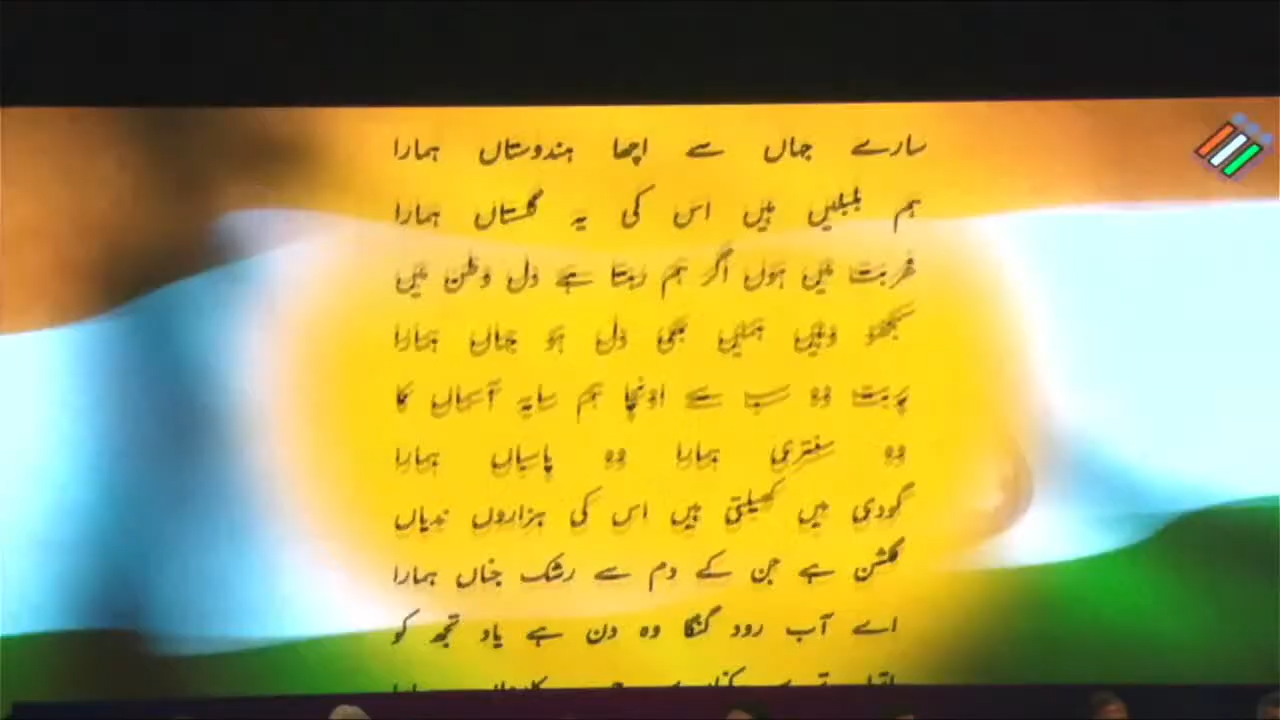 سارے جہاں سے اچھا ہندوستاں ہمارا
ہم بلبلیں ہیں اس کی یہ گلستاں ہمارا
غربت میں ہوں اگر ہم رہتا ہے دل وطن میں
سمجھو وہیں ہمیں بھی دل ہو جہاں ہمارا
پربت وہ سب سے اونچا ہم سایہ آسماں کا
وہ سنتری ہمارا وہ پاسباں ہمارا
گودی میں کھیلتی ہیں اس کی ہزاروں ندیاں
گلشن ہے جن کے دم سے رشک جناں ہمارا
اے آب رود گنگا وہ دن ہے یاد تجھ کو